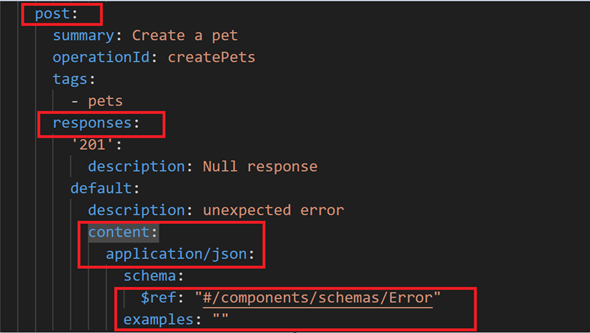 post:
summary: Create a pet
operationId: createPets
tags:
- pets
responses:
'201':
description: Null response
default:
description: unexpected error
content:
application/json:
schema:
$ref: "#/components/schemas/Error"
examples: ""